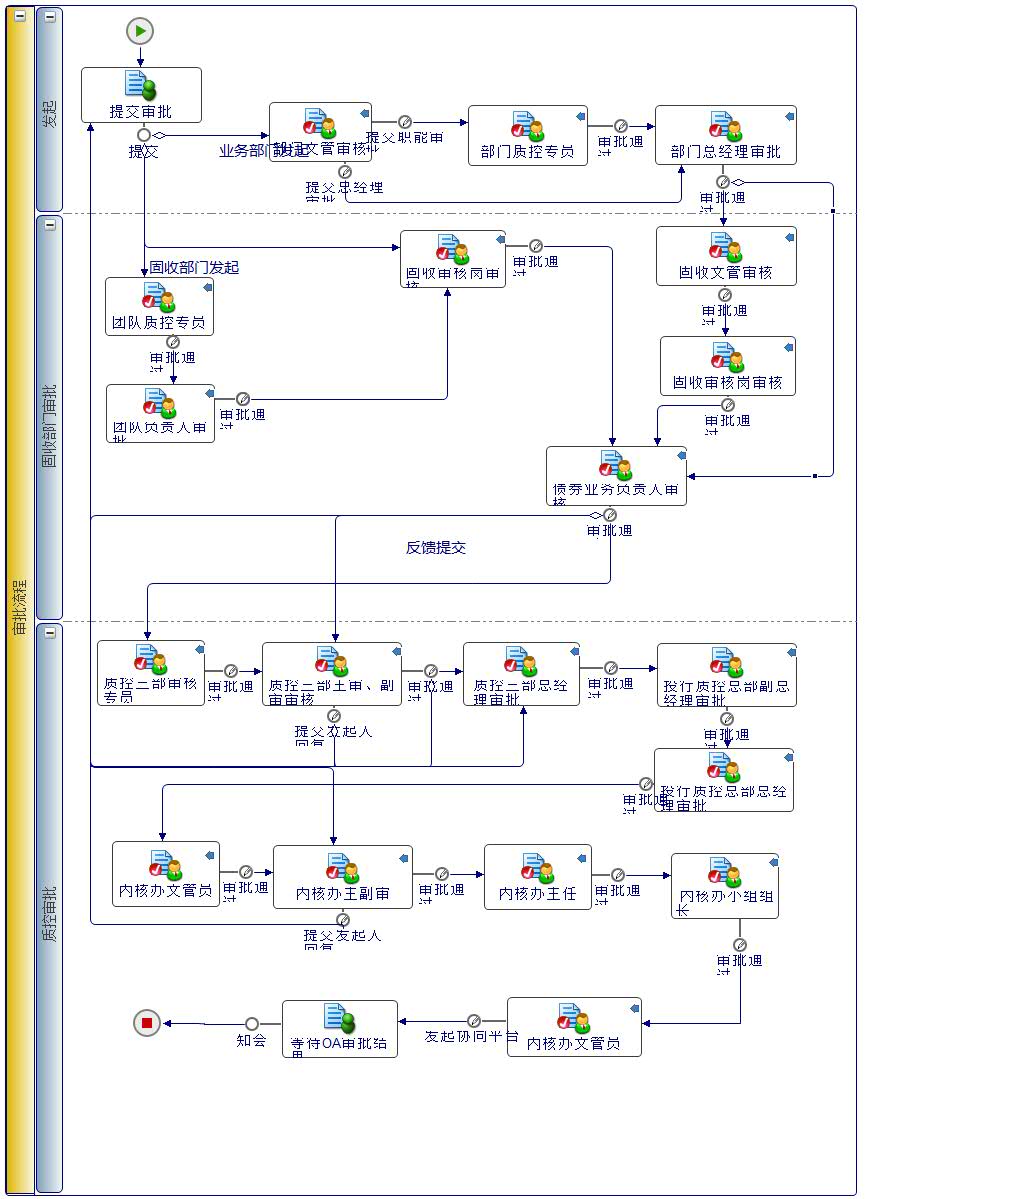 审批流程
发起
提交审批
提交
业务部门发起
部门文管审核
提交职能审
部门质控专员
审批通
过
部门总经理审批
提交总经理
审批
审批通
过
固收部门审批
固收部门发起
固收审核岗审
核
审批通
过
固收文管审核
审批通
过
团队质控专员
审批通
过
固收审核岗审核
审批通
过
团队负责人审
批
审批通
过
债券业务负责人审
核
审批通
过
反馈提交
质控审批
质控二部审核
专员
审批通
过
质控二部主审、副
审审核
审批通
过
质控二部总经
理审批
审批通
过
投行质控总部副总
经理审批
提交发起人
回复
审批通
过
投行质控总部总经
理审批
审批通
过
内核办文管员
审批通
过
内核办主副审
审批通
过
内核办主任
审批通
过
内核办小组组
长
提交发起人
回复
审批通
过
知会
等待OA审批结
果
发起协同平台
内核办文管员